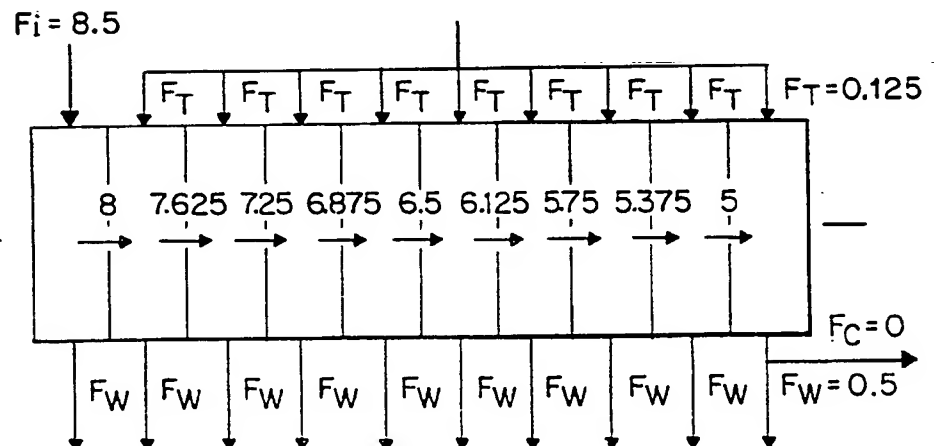 Fi = 8.5
FT FT FT FT FT FT FT FT FT=0.125
8 7.625 7.25 6.875 6.5 6.125 5.75 5.375 5
FC=0
FW FW FW FW FW FW FW FW FW FW=0.5